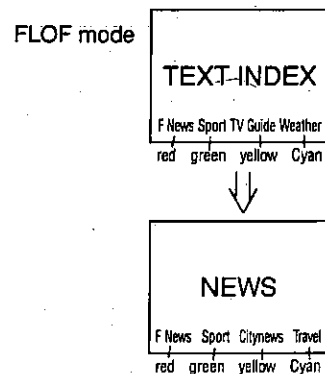 FLOF mode
TEXT INDEX
F News Sport TV Guide Weather
red green yellow Cyan
NEWS
F News Sport Citynews Travel
red green yellow Cyan